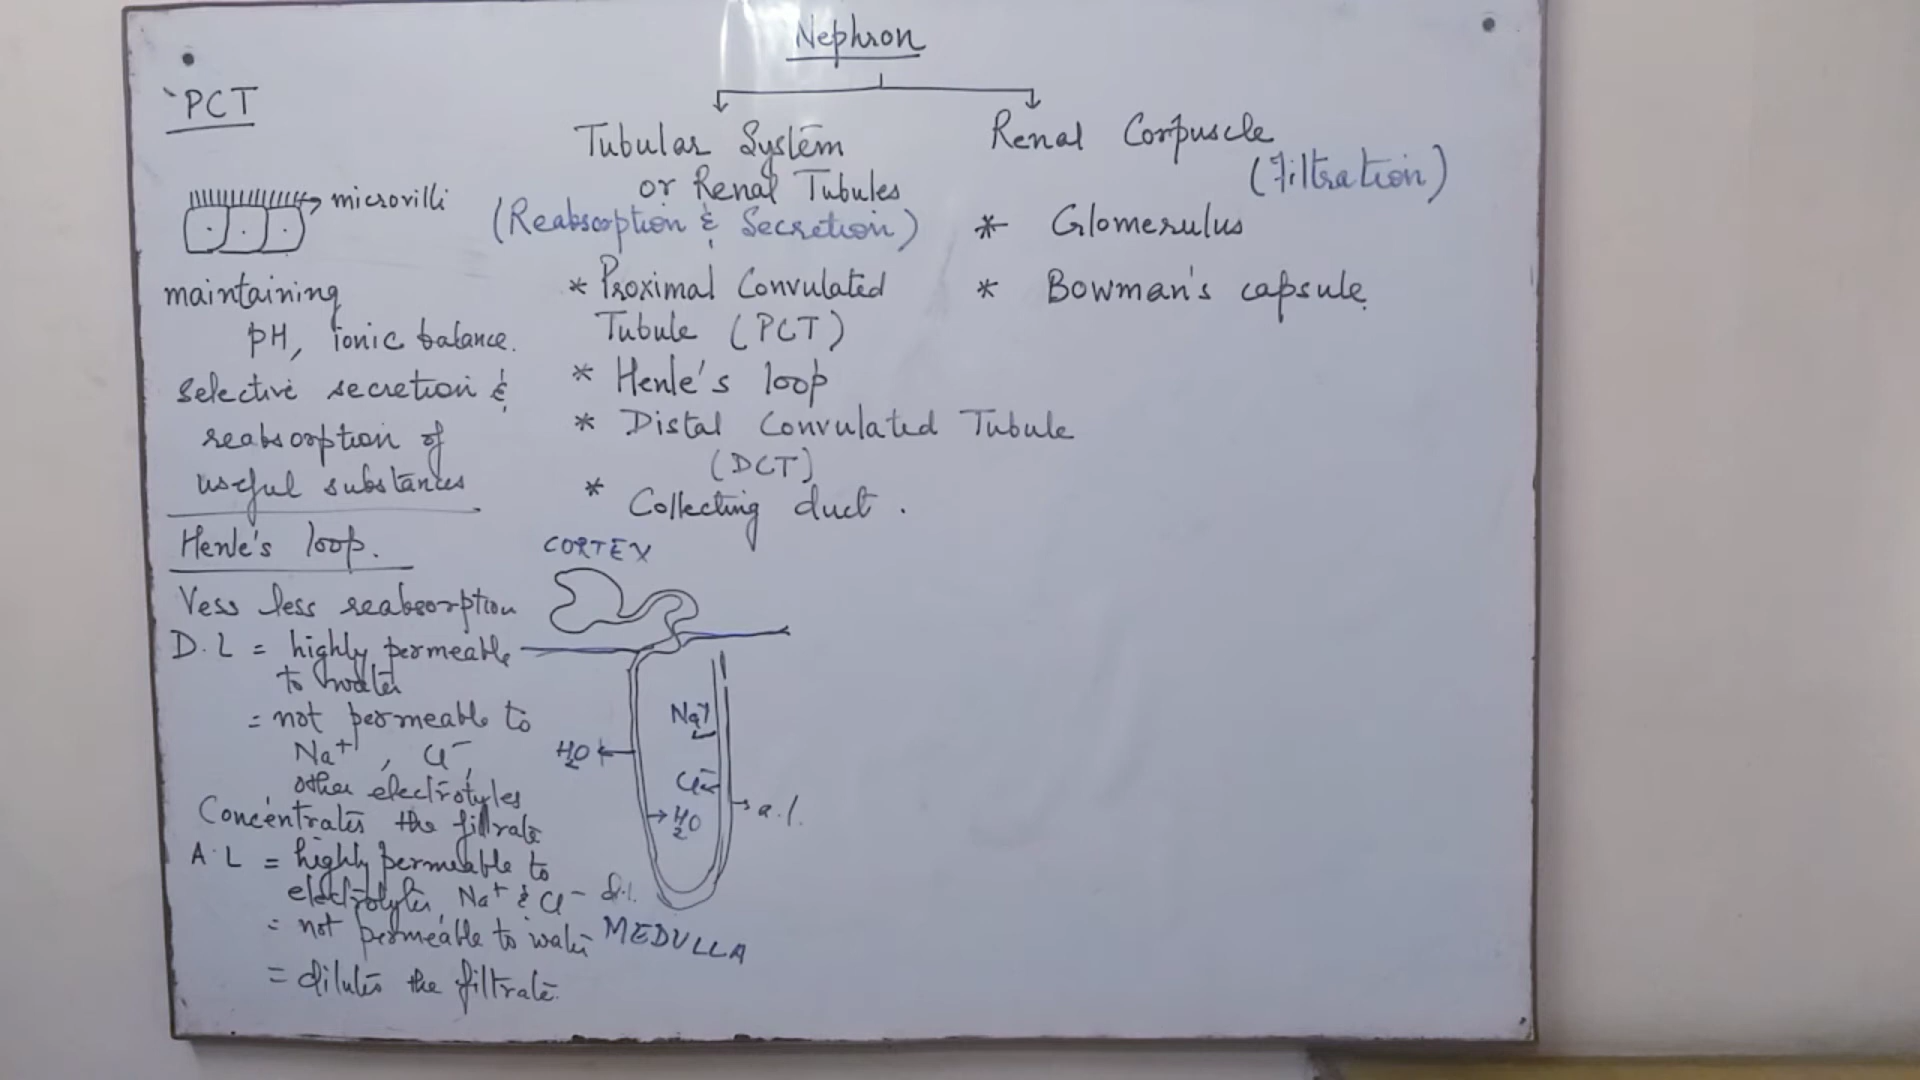 Nephron
Tubular System
or Renal Tubules
(Reabsorption & Secretion)
* Proximal Convulated
Tubule (PCT)
* Henle's loop
* Distal Convulated Tubule
(DCT)
* Collecting duct.
Renal Corpuscle
(Filtration)
* Glomerulus
* Bowman's capsule
PCT
microvilli
maintaining
pH, ionic balance.
Selective secretion &
reabsorption of
useful substances
Henle's loop.
Vess less reabsorption
D.L = highly permeable
to water
= not permeable to
Na+, Cl-,
other electrotyles
Concentrates the filtrate
A.L = highly permeable to
electrolytes, Na+ & Cl-
= not permeable to water
= dilutes the filtrate.
CORTEX
Na+
H2O
Cl-
H2O
a.l.
d.l.
MEDULLA